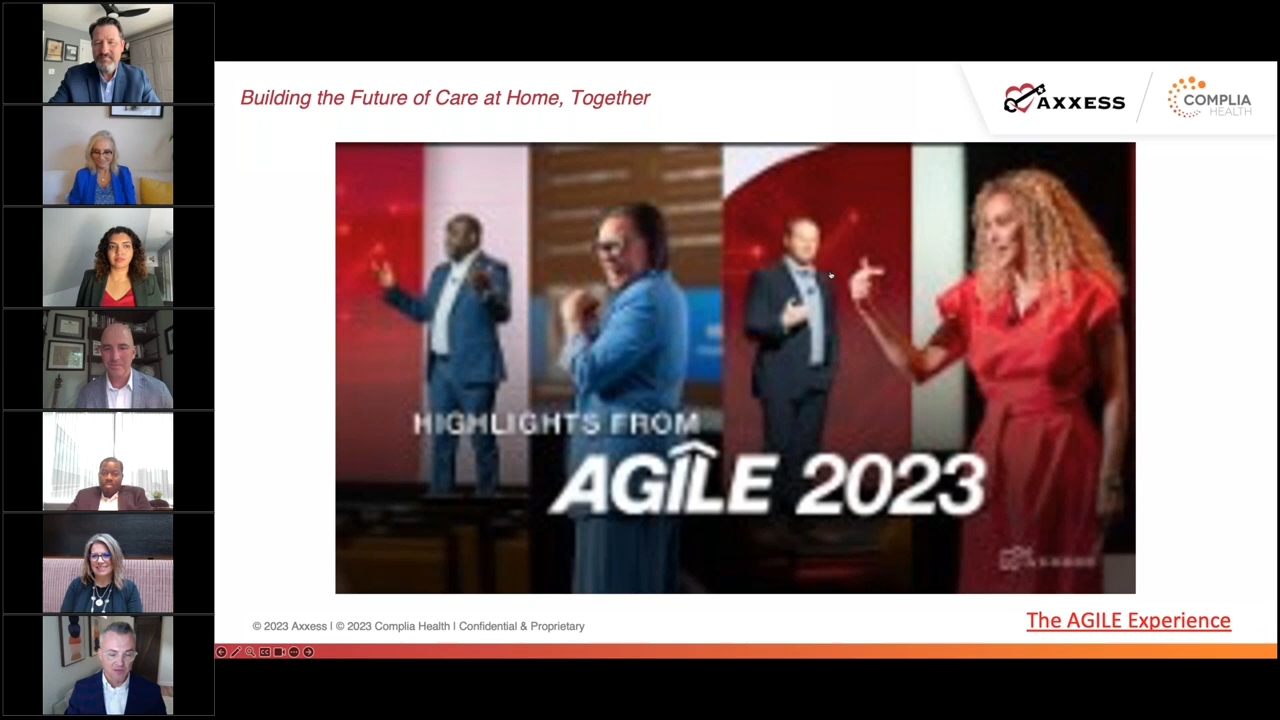 Building the Future of Care at Home, Together
AXXESS
COMPLIA
HEALTH
HIGHLIGHTS FROM
AGILE 2023
AXXESS
The AGILE Experience
© 2023 Axxess | © 2023 Complia Health | Confidential & Proprietary